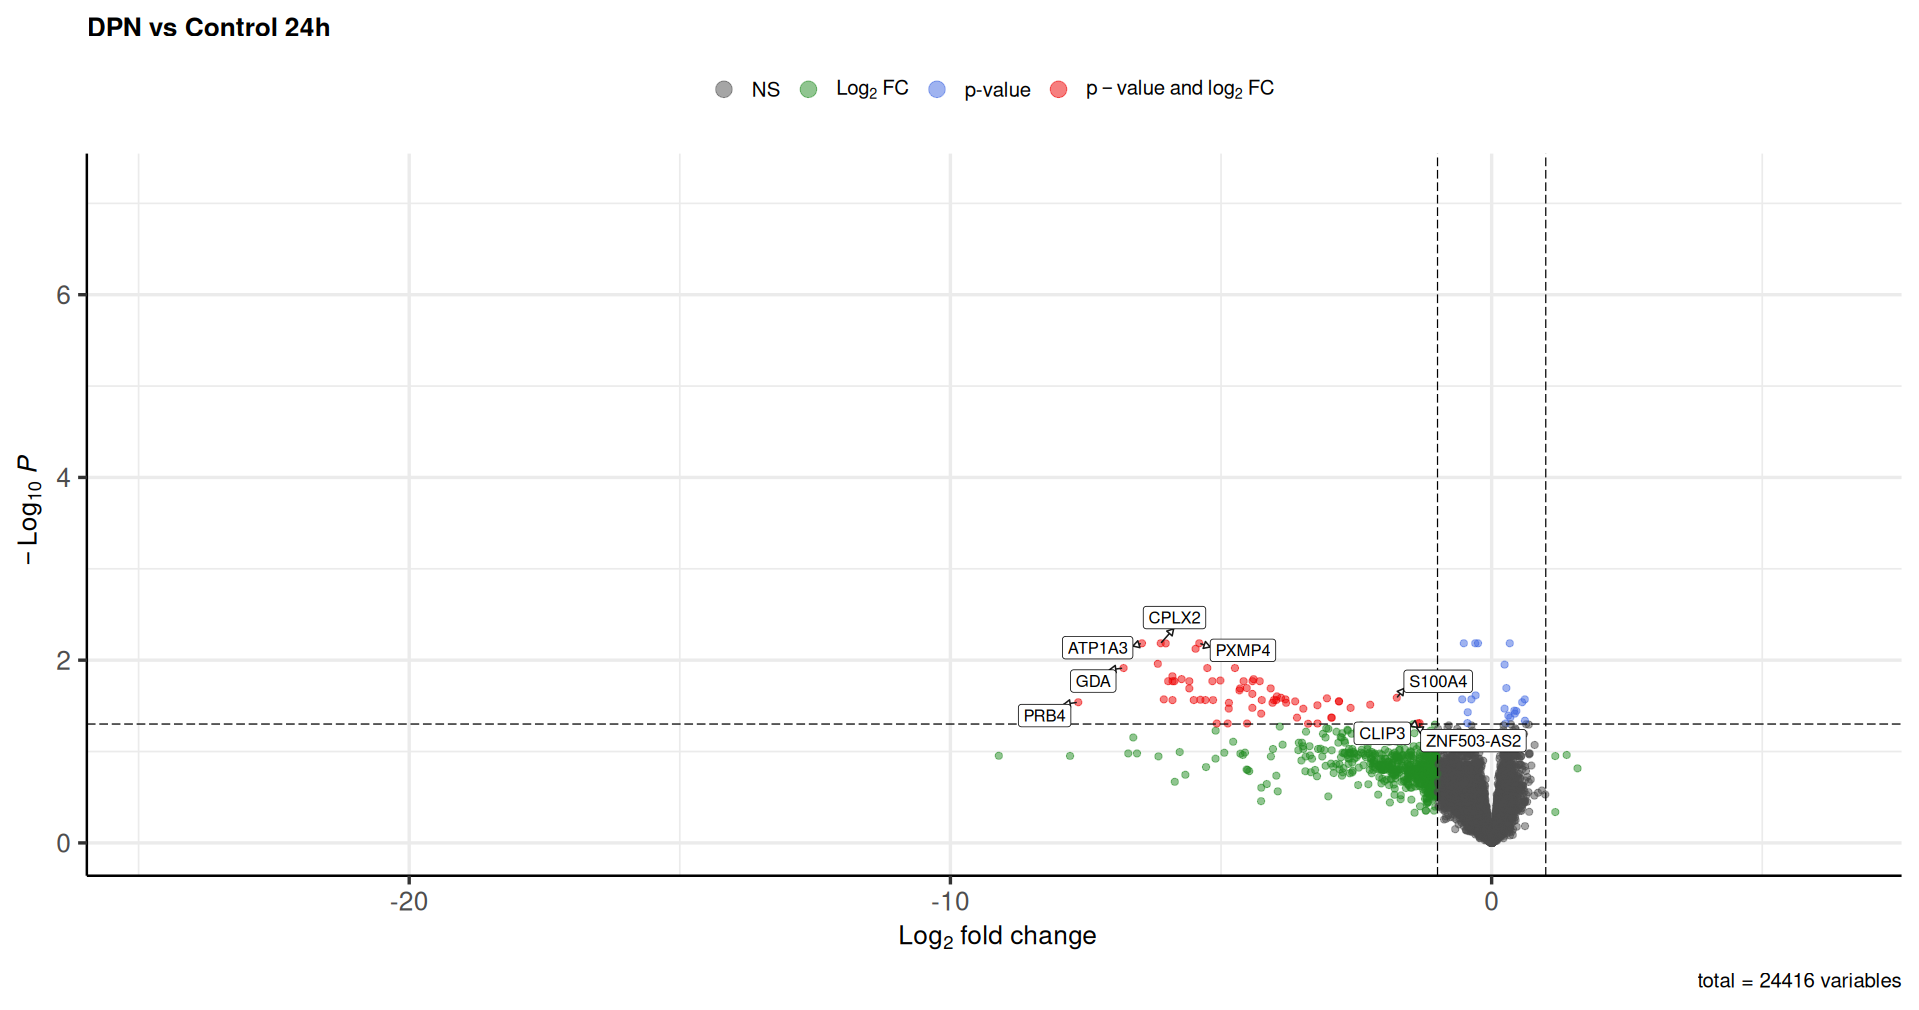 DPN vs Control 24h
NS Log2 FC p-value p – value and log2 FC
6
4
2
0
– Log10 P
CPLX2
ATP1A3
PXMP4
GDA
S100A4
PRB4
CLIP3
ZNF503-AS2
-20 -10 0
Log2 fold change
total = 24416 variables